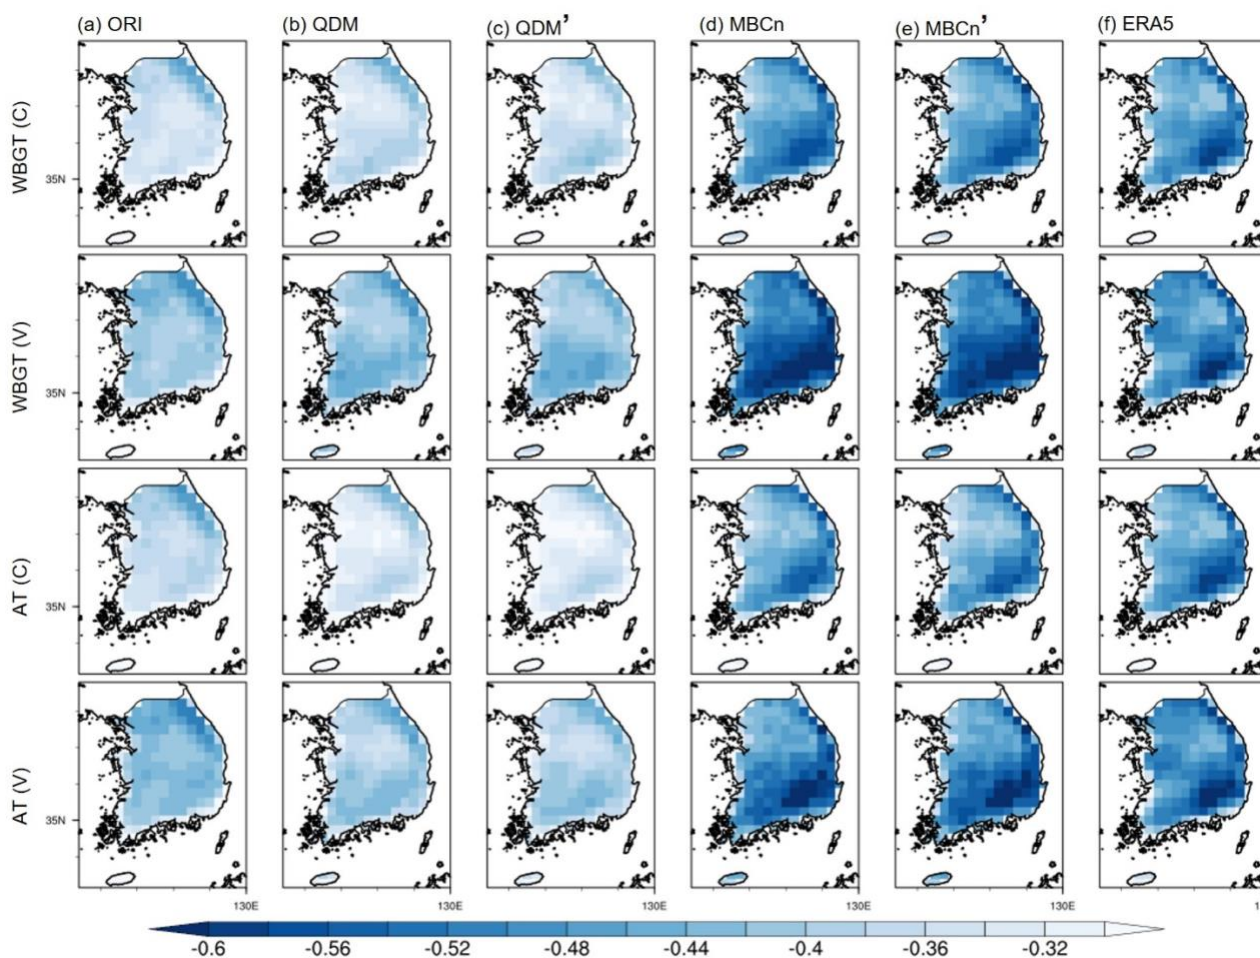 (a) ORI (b) QDM (c) QDM’ (d) MBCn (e) MBCn’ (f) ERA5
WBGT (C)
35N
WBGT (V)
35N
AT (C)
35N
AT (V)
35N
130E 130E 130E 130E 130E 1
-0.6 -0.56 -0.52 -0.48 -0.44 -0.4 -0.36 -0.32